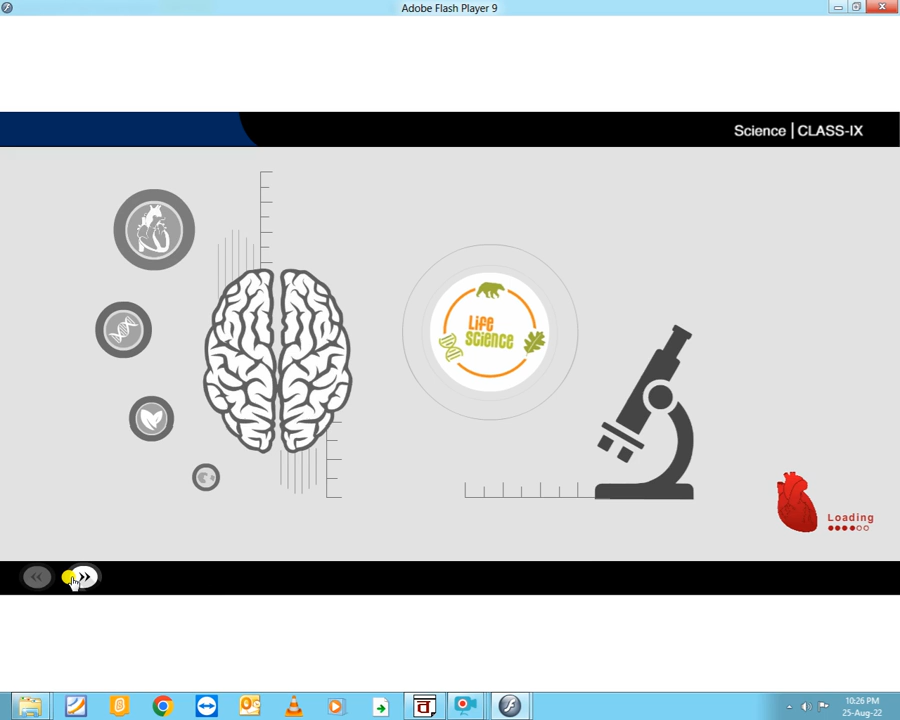 Adobe Flash Player 9
Science | CLASS-IX
Life
Science
Loading
10:26 PM
25-Aug-22